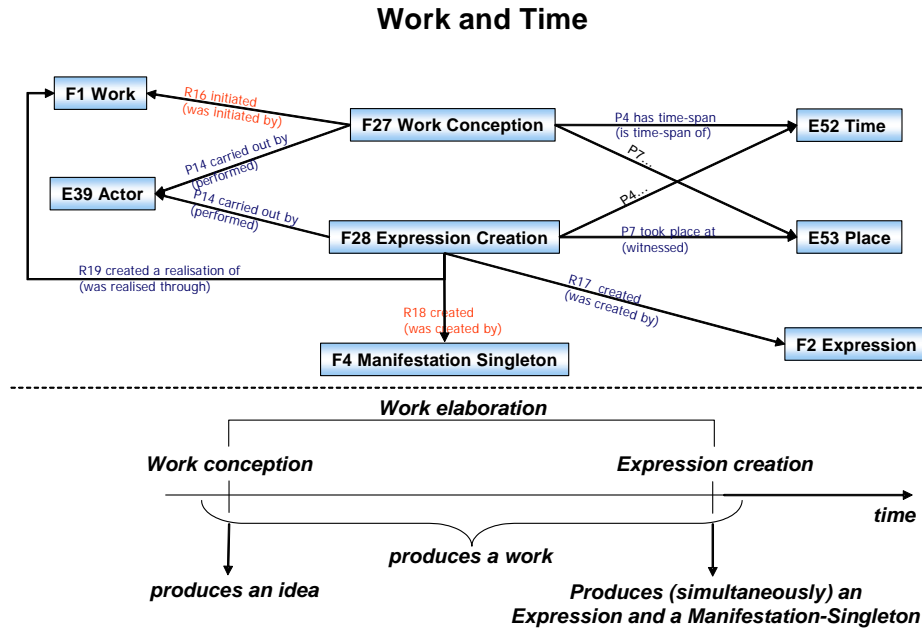 Work and Time
F1 Work
R16 initiated
(was initiated by)
F27 Work Conception
P4 has time-span
(is time-span of)
E52 Time
P14 carried out by
(performed)
P7…
P4…
E39 Actor
P14 carried out by
(performed)
F28 Expression Creation
P7 took place at
(witnessed)
E53 Place
R19 created a realisation of
(was realised through)
R17 created
(was created by)
R18 created
(was created by)
F2 Expression
F4 Manifestation Singleton
Work elaboration
Work conception
Expression creation
time
produces a work
produces an idea
Produces (simultaneously) an
Expression and a Manifestation-Singleton